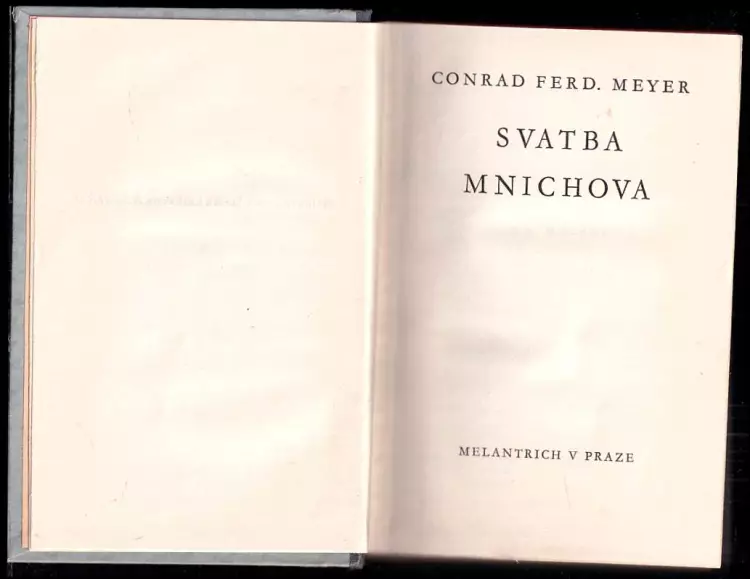 CONRAD FERD. MEYER
SVATBA
MNICHOVA
MELANTRICH V PRAZE